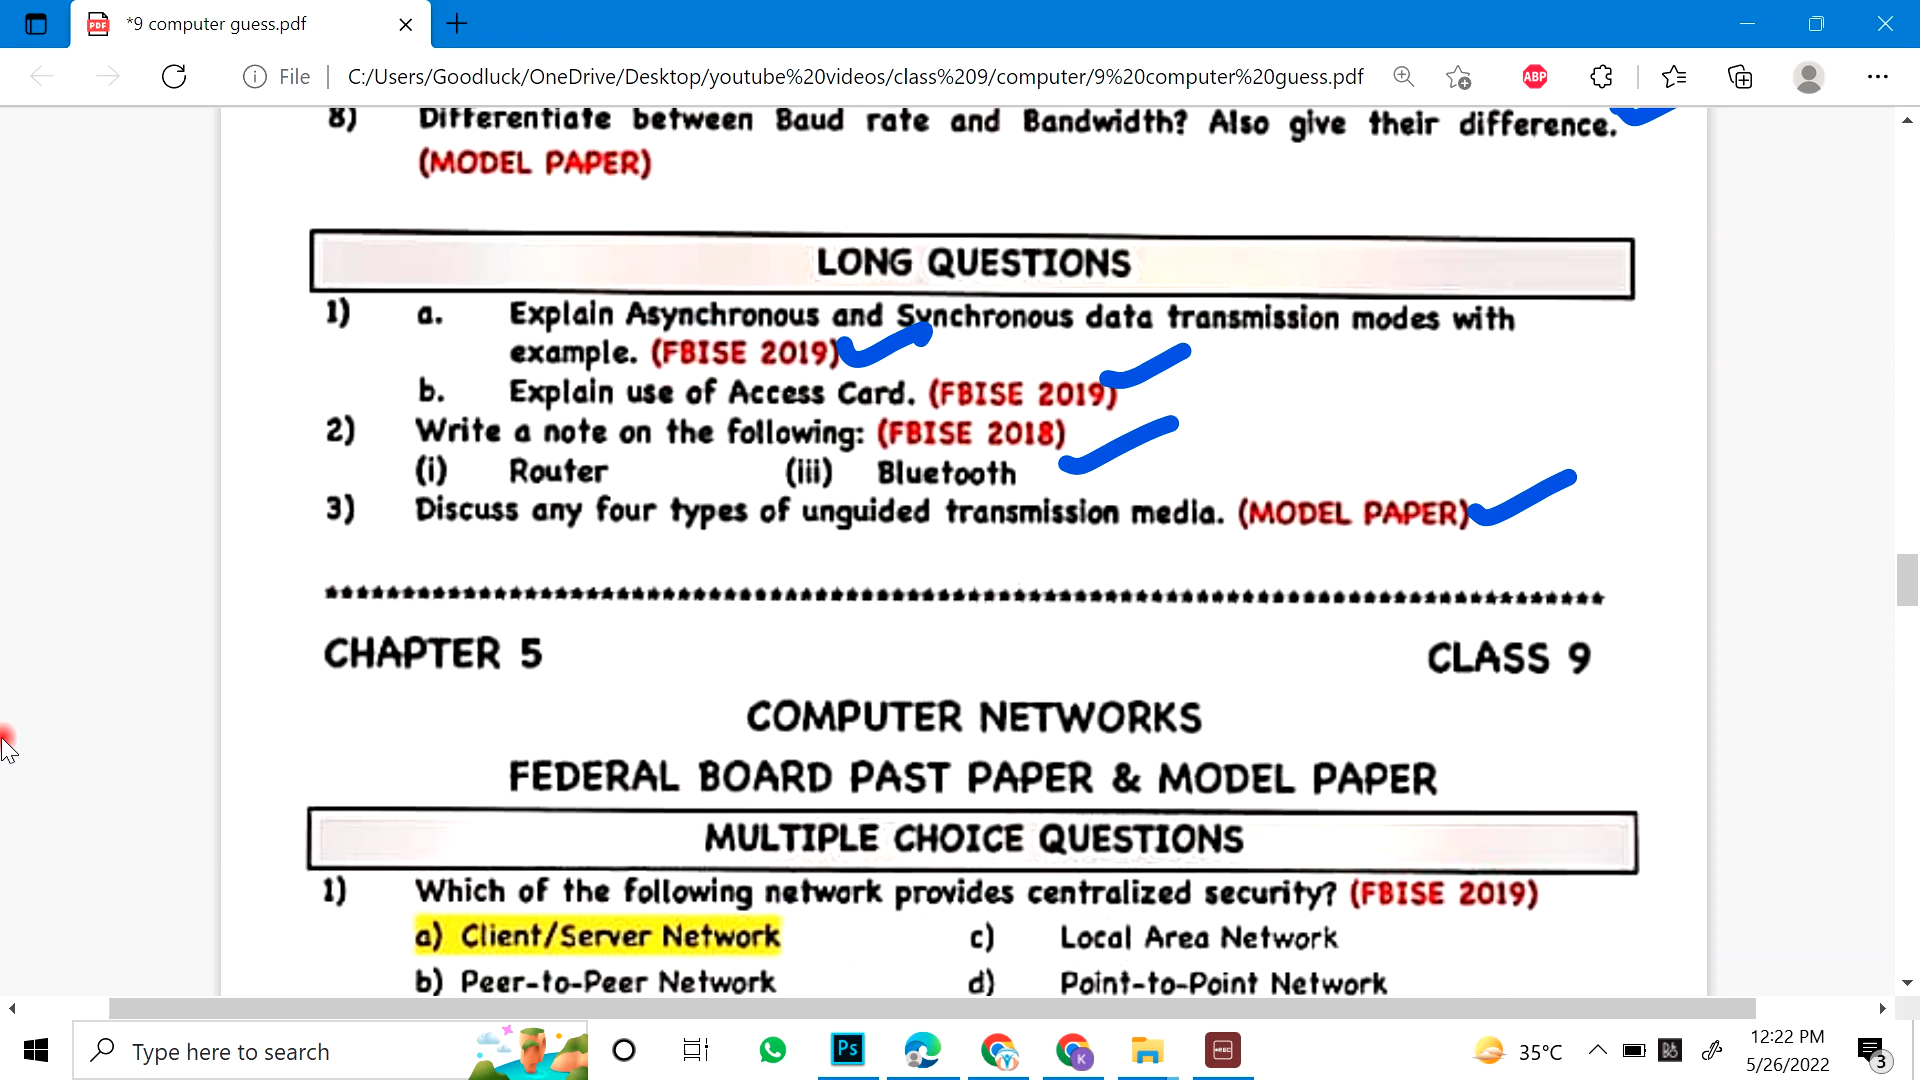 *9 computer guess.pdf
File
C:/Users/Goodluck/OneDrive/Desktop/youtube%20videos/class%209/computer/9%20computer%20guess.pdf
ABP
8) Differentiate between Baud rate and Bandwidth? Also give their difference.
(MODEL PAPER)
LONG QUESTIONS
1) a. Explain Asynchronous and Synchronous data transmission modes with
example. (FBISE 2019)
b. Explain use of Access Card. (FBISE 2019)
2) Write a note on the following: (FBISE 2018)
(i) Router (iii) Bluetooth
3) Discuss any four types of unguided transmission media. (MODEL PAPER)
********************************************************************************
CHAPTER 5 CLASS 9
COMPUTER NETWORKS
FEDERAL BOARD PAST PAPER & MODEL PAPER
MULTIPLE CHOICE QUESTIONS
1) Which of the following network provides centralized security? (FBISE 2019)
a) Client/Server Network c) Local Area Network
b) Peer-to-Peer Network d) Point-to-Point Network
Type here to search
Ps
K
REC
35°C
12:22 PM
5/26/2022
3